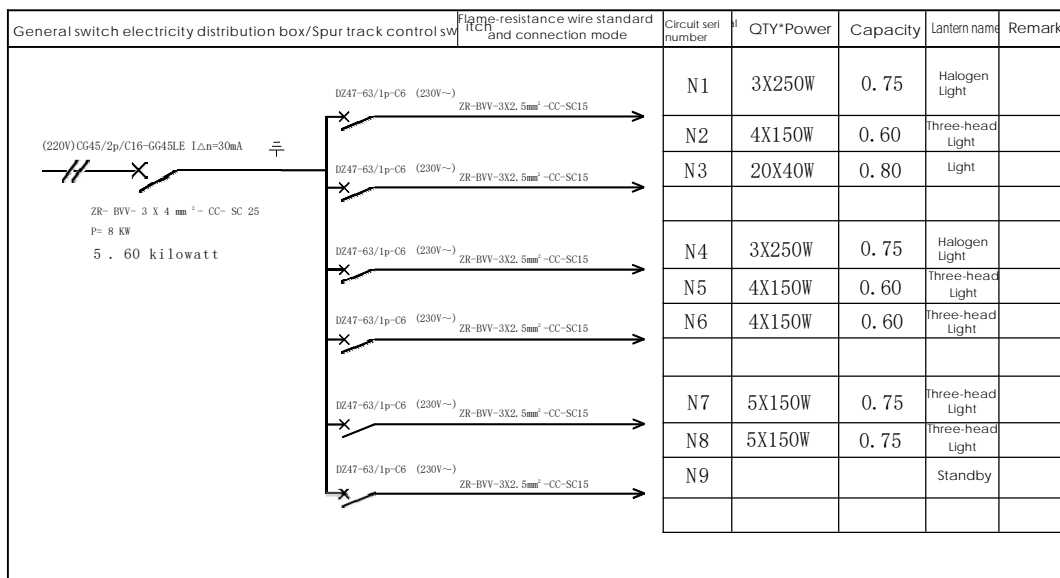 General switch electricity distribution box/Spur track control switch
Flame-resistance wire standard
and connection mode
Circuit serial
number
QTY*Power
Capacity
Lantern name
Remark
(220V)CG45/2p/C16-GG45LE I△n=30mA
ZR- BVV- 3 X 4 mm²- CC- SC 25
P= 8 KW
5 . 60 kilowatt
DZ47-63/1p-C6 (230V~)
ZR-BVV-3X2.5mm²-CC-SC15
DZ47-63/1p-C6 (230V~)
ZR-BVV-3X2.5mm²-CC-SC15
DZ47-63/1p-C6 (230V~)
ZR-BVV-3X2.5mm²-CC-SC15
DZ47-63/1p-C6 (230V~)
ZR-BVV-3X2.5mm²-CC-SC15
DZ47-63/1p-C6 (230V~)
ZR-BVV-3X2.5mm²-CC-SC15
DZ47-63/1p-C6 (230V~)
ZR-BVV-3X2.5mm²-CC-SC15
N1 3X250W 0.75 Halogen
Light
N2 4X150W 0.60 Three-head
Light
N3 20X40W 0.80 Light
N4 3X250W 0.75 Halogen
Light
N5 4X150W 0.60 Three-head
Light
N6 4X150W 0.60 Three-head
Light
N7 5X150W 0.75 Three-head
Light
N8 5X150W 0.75 Three-head
Light
N9 Standby